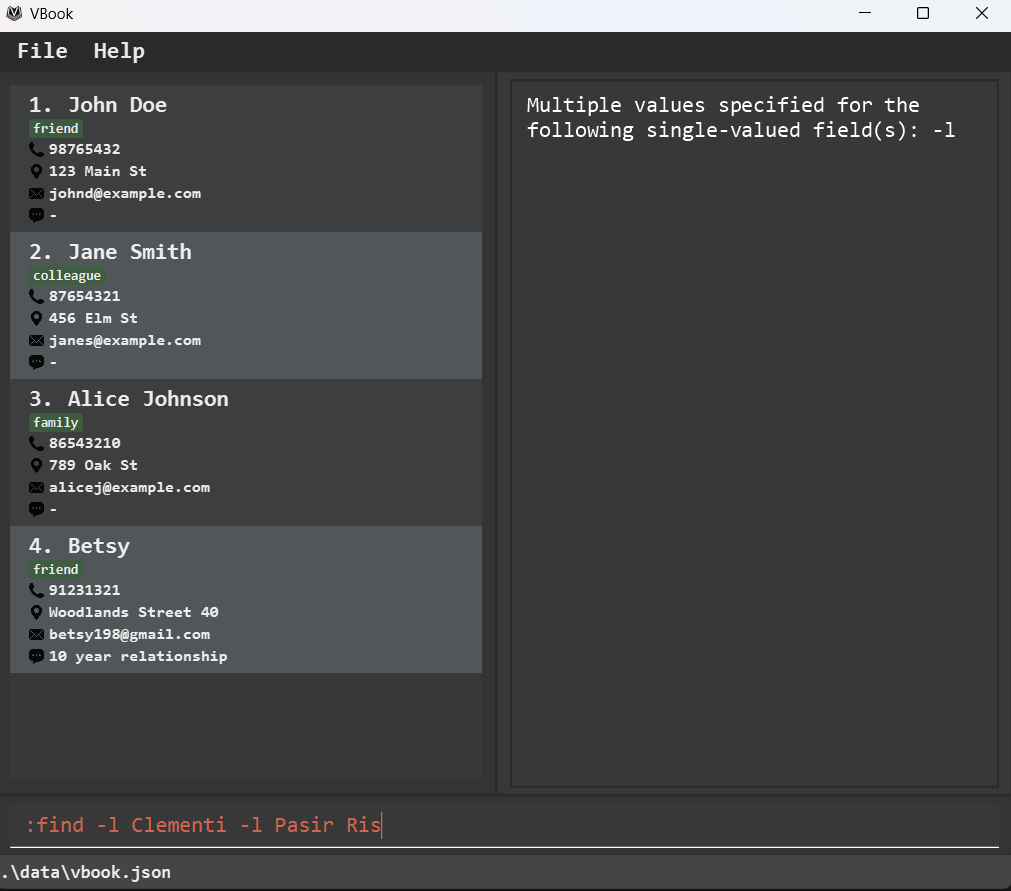 VBook
File Help
1. John Doe
friend
98765432
123 Main St
johnd@example.com
-
2. Jane Smith
colleague
87654321
456 Elm St
janes@example.com
-
3. Alice Johnson
family
86543210
789 Oak St
alicej@example.com
-
4. Betsy
friend
91231321
Woodlands Street 40
betsy198@gmail.com
10 year relationship
Multiple values specified for the
following single-valued field(s): -l
:find -l Clementi -l Pasir Ris
.\data\vbook.json